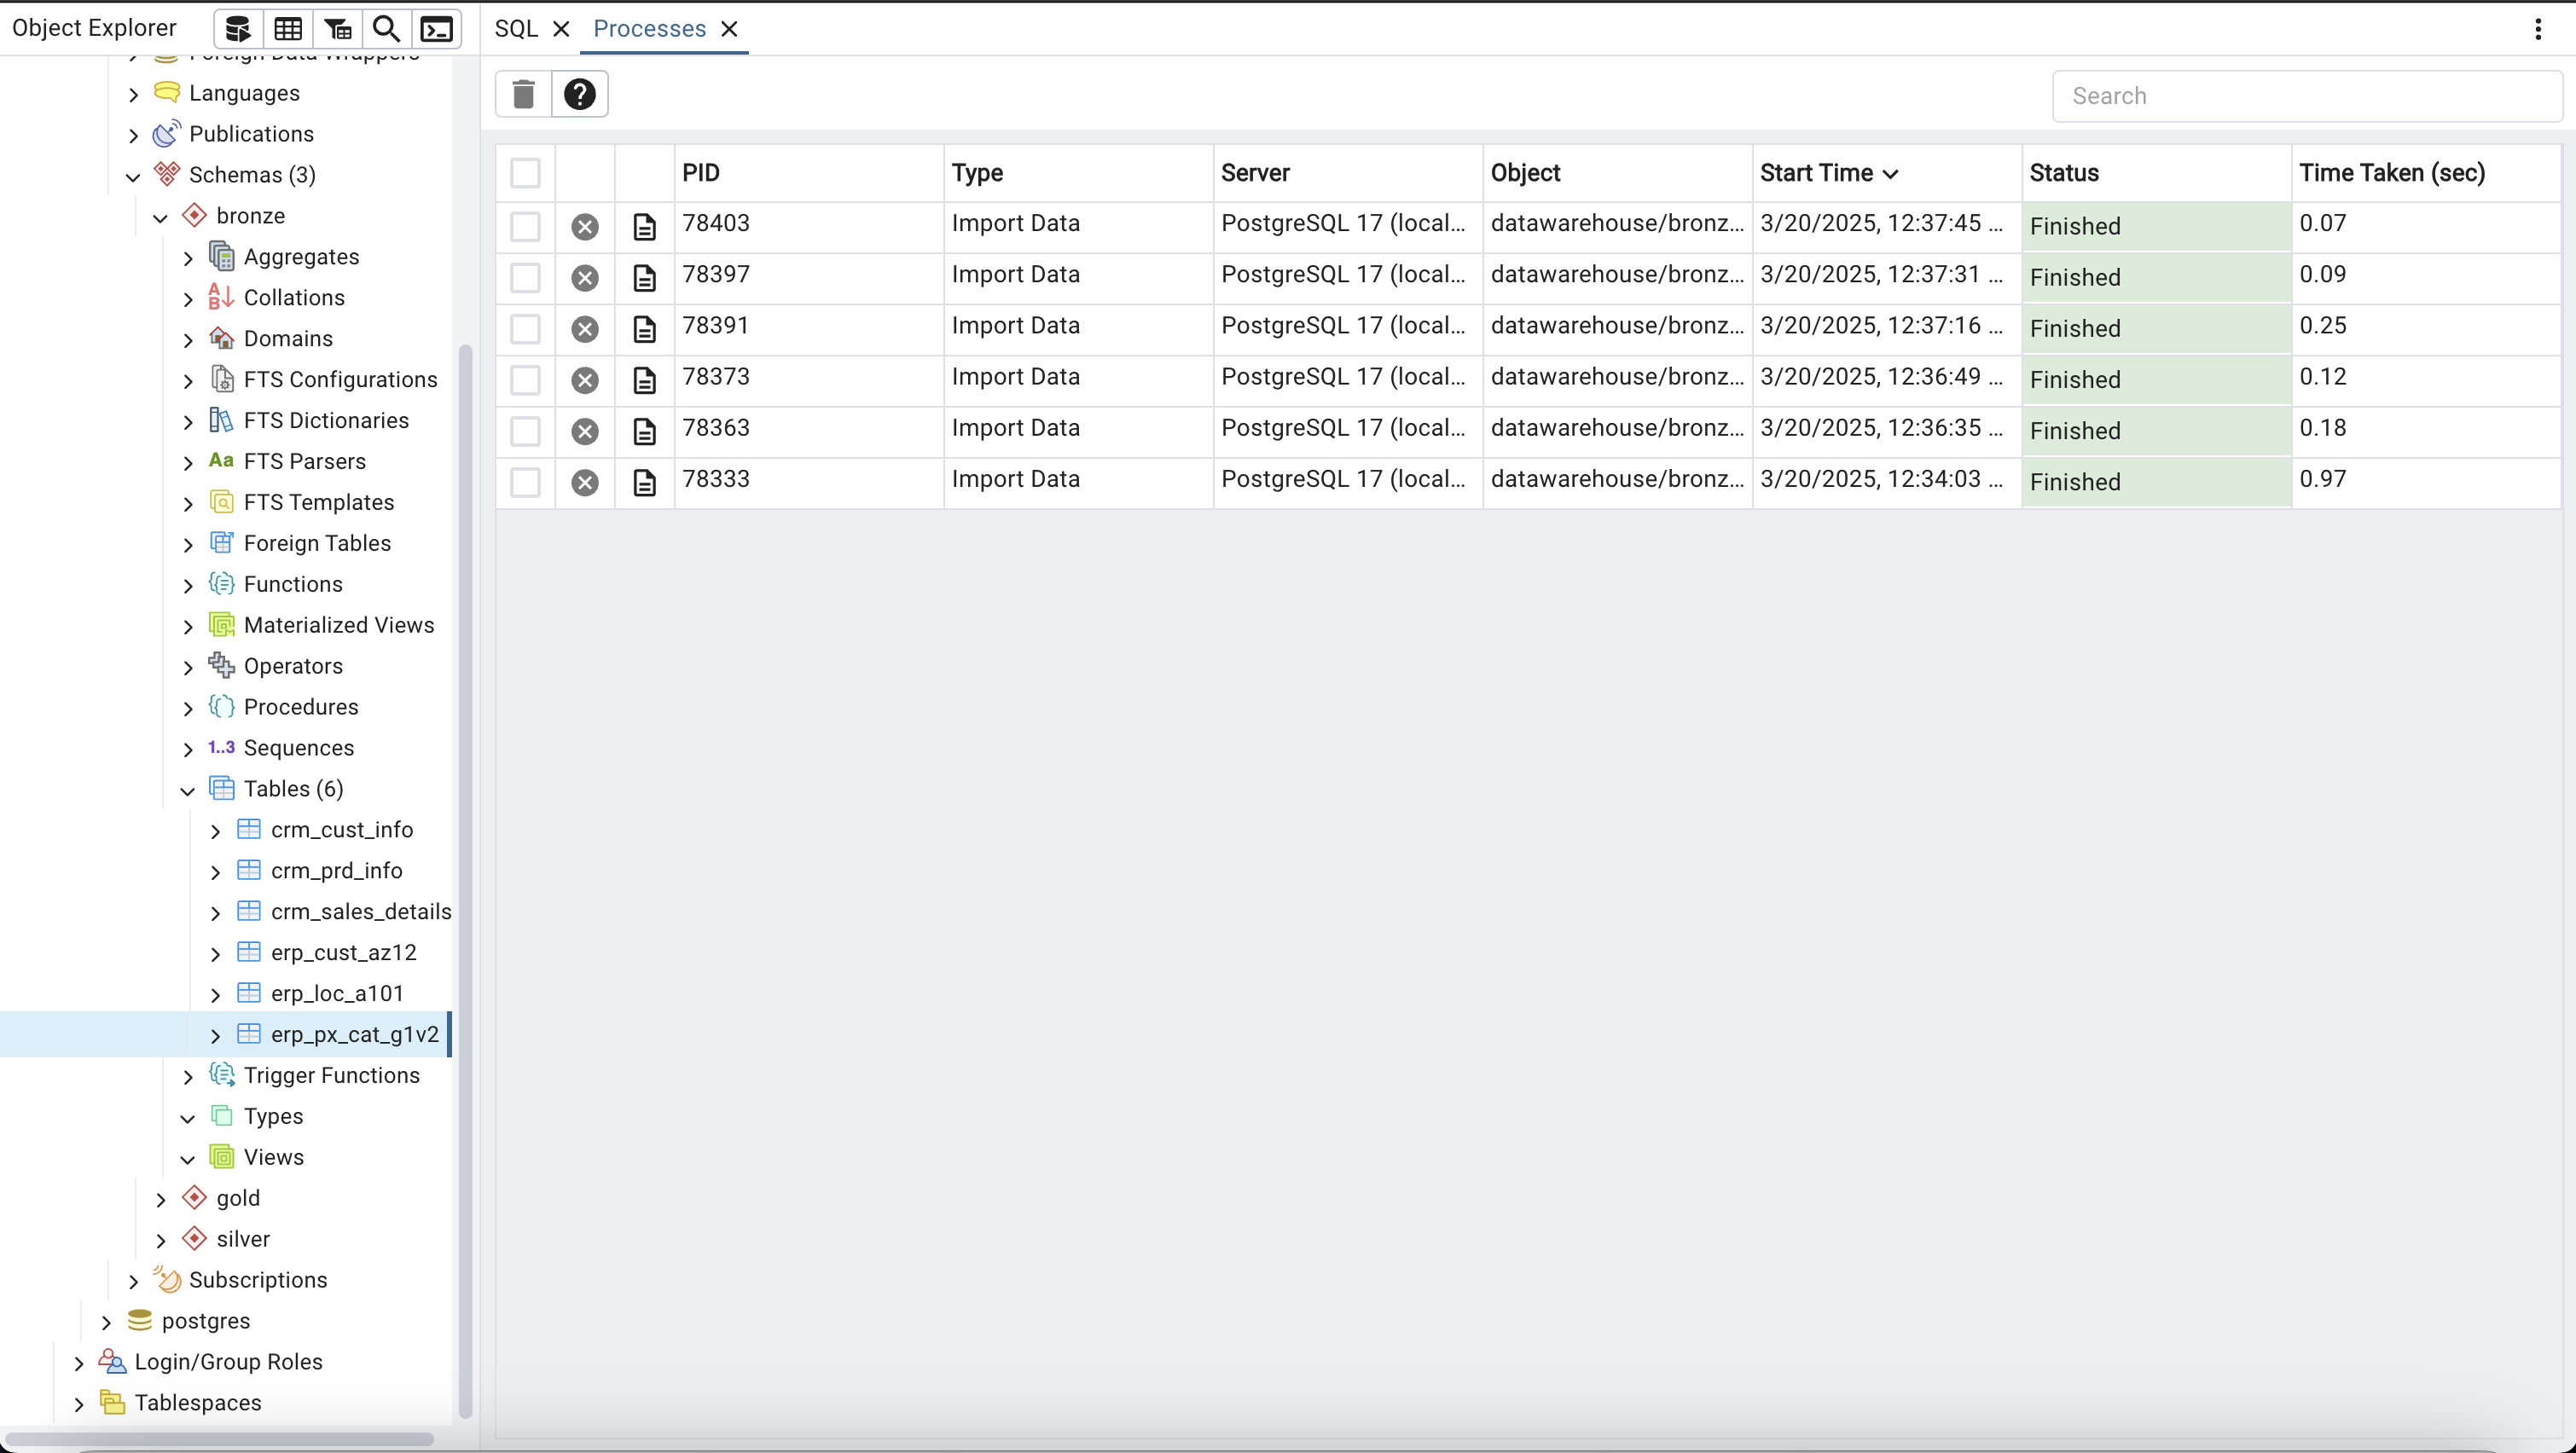 Object Explorer
SQL
Processes
Foreign Data Wrappers
Languages
Publications
Schemas (3)
bronze
Aggregates
Collations
Domains
FTS Configurations
FTS Dictionaries
Aa FTS Parsers
FTS Templates
Foreign Tables
Functions
Materialized Views
Operators
Procedures
1..3 Sequences
Tables (6)
crm_cust_info
crm_prd_info
crm_sales_details
erp_cust_az12
erp_loc_a101
erp_px_cat_g1v2
Trigger Functions
Types
Views
gold
silver
Subscriptions
postgres
Login/Group Roles
Tablespaces
Search
PID Type Server Object Start Time Status Time Taken (sec)
78403 Import Data PostgreSQL 17 (local... datawarehouse/bronz... 3/20/2025, 12:37:45 ... Finished 0.07
78397 Import Data PostgreSQL 17 (local... datawarehouse/bronz... 3/20/2025, 12:37:31 ... Finished 0.09
78391 Import Data PostgreSQL 17 (local... datawarehouse/bronz... 3/20/2025, 12:37:16 ... Finished 0.25
78373 Import Data PostgreSQL 17 (local... datawarehouse/bronz... 3/20/2025, 12:36:49 ... Finished 0.12
78363 Import Data PostgreSQL 17 (local... datawarehouse/bronz... 3/20/2025, 12:36:35 ... Finished 0.18
78333 Import Data PostgreSQL 17 (local... datawarehouse/bronz... 3/20/2025, 12:34:03 ... Finished 0.97